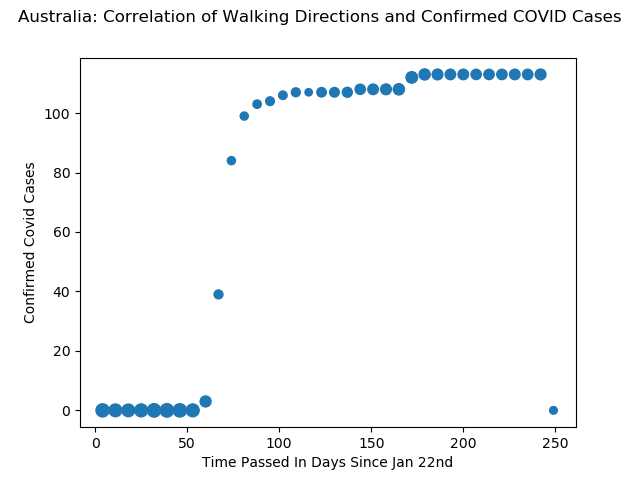 Australia: Correlation of Walking Directions and Confirmed COVID Cases
100
80
60
40
20
0
Confirmed Covid Cases
0 50 100 150 200 250
Time Passed In Days Since Jan 22nd